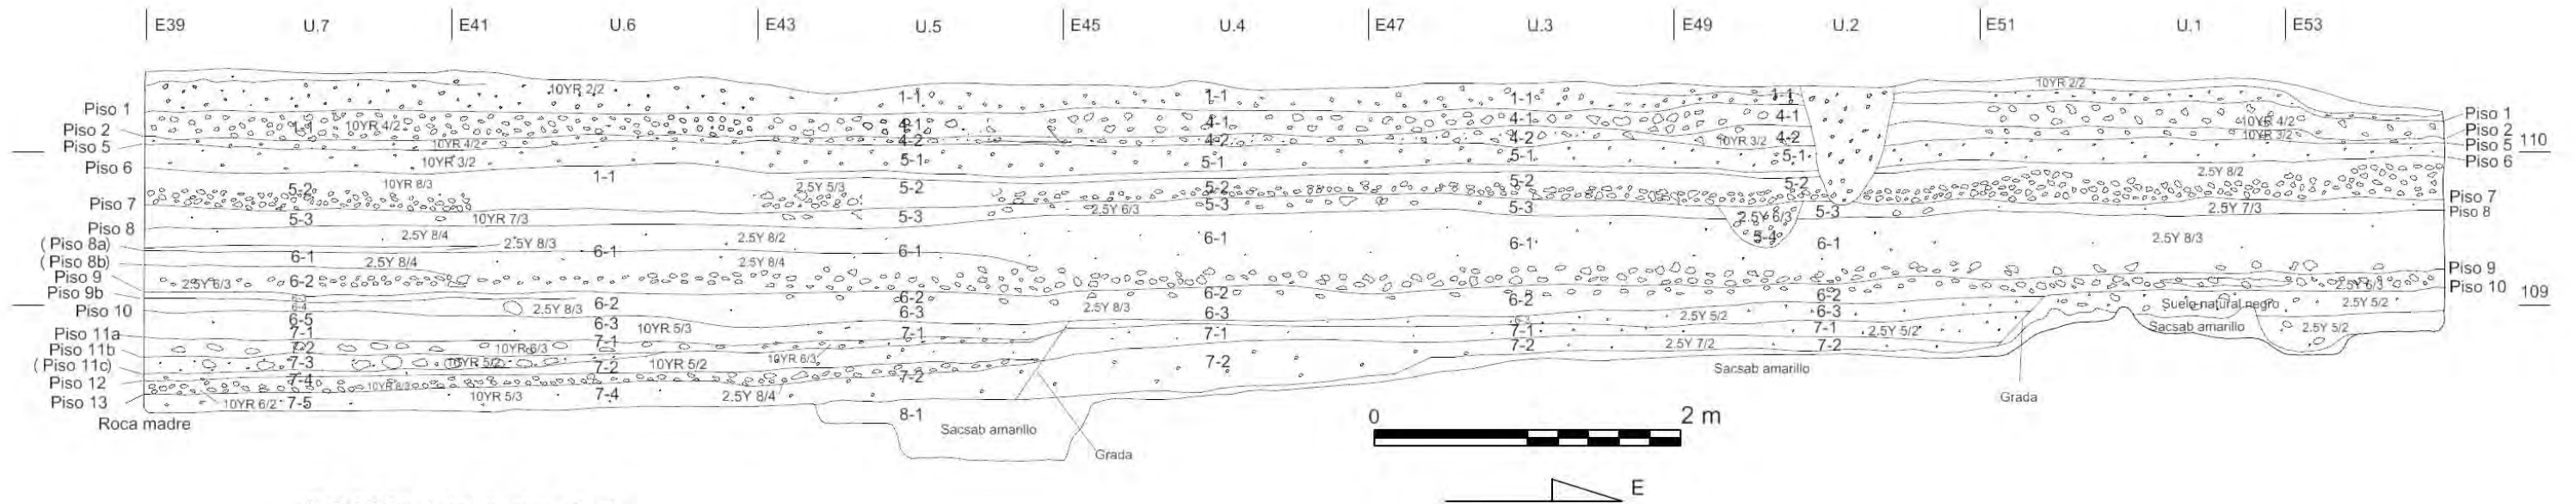 E39 U.7 E41 U.6 E43 U.5 E45 U.4 E47 U.3 E49 U.2 E51 U.1 E53
10YR 2/2 10YR 2/2
1-1 1-1 1-1 1-1
Piso 1 Piso 1
1-1 10YR 4/2 4-1 4-1 4-1 4-1 10YR 4/2
Piso 2 Piso 2
10YR 4/2 4-2 4-2 4-2 10YR 3/2 4-2 10YR 3/2
Piso 5 Piso 5 110
10YR 3/2 5-1 5-1 5-1 5-1
Piso 6 Piso 6
1-1 2.5Y 8/2
5-2 10YR 8/3 2.5Y 5/3 5-2 5-2 5-2 5-2
Piso 7 Piso 7
5-3 10YR 7/3 5-3 5-3 2.5Y 6/3 5-3 2.5Y 6/3 5-3 2.5Y 7/3
Piso 8 Piso 8
2.5Y 8/4 2.5Y 8/3 2.5Y 8/2 6-1 6-1 5-4 6-1 2.5Y 8/3
(Piso 8a)
6-1 6-1 6-1
(Piso 8b)
2.5Y 8/4 2.5Y 8/4
Piso 9 Piso 9
2.5Y 6/3 6-2 2.5Y 6/3
Piso 9b Piso 10 109
6-4 6-2 6-2 6-2 6-2 6-2
Piso 10
2.5Y 8/3 6-3 2.5Y 8/3 6-3 2.5Y 5/2 6-3 Suelo natural negro 2.5Y 5/2
6-5 6-3 10YR 5/3 6-3
Piso 11a
7-1 7-1 7-1 7-1 7-1 7-1 2.5Y 5/2 Sacsab amarillo 2.5Y 5/2
Piso 11b
7-2 10YR 6/3 10YR 6/3 7-2 2.5Y 7/2 7-2
(Piso 11c)
7-3 10YR 5/2 7-2 10YR 5/2 7-2 7-2 Sacsab amarillo
Piso 12
7-4 10YR 8/3
Piso 13
10YR 6/2 7-5 10YR 5/3 7-4 2.5Y 8/4 Grada
Roca madre
8-1 Sacsab amarillo 0 2 m
Grada
E